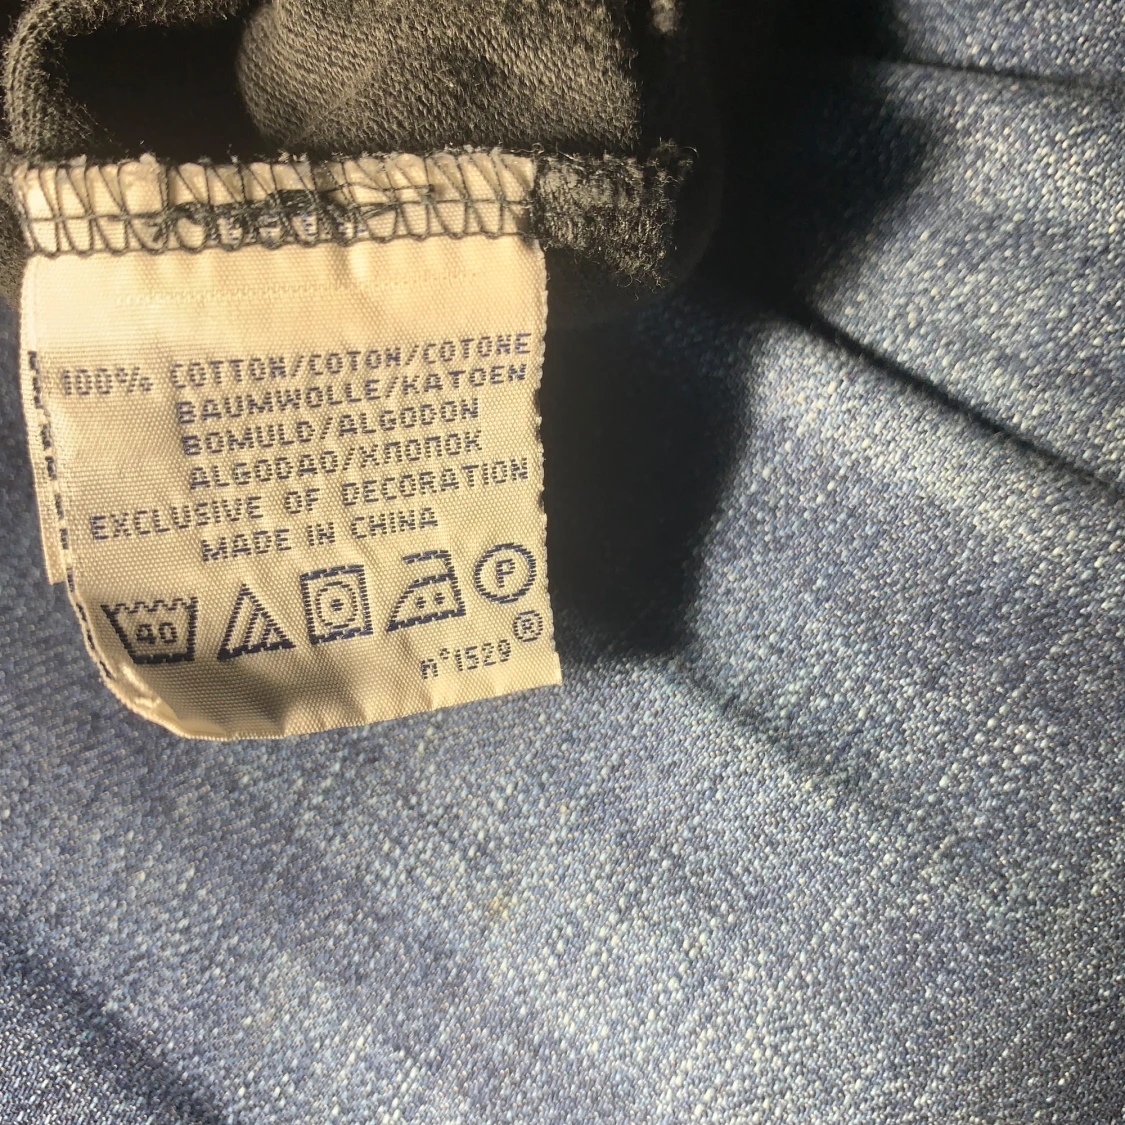 100% COTTON/COTON/COTONE
BAUMWOLLE/KATOEN
BOMULD/ALGODON
ALGODAO/ХЛОПОК
EXCLUSIVE OF DECORATION
MADE IN CHINA
40 P
n°1529®